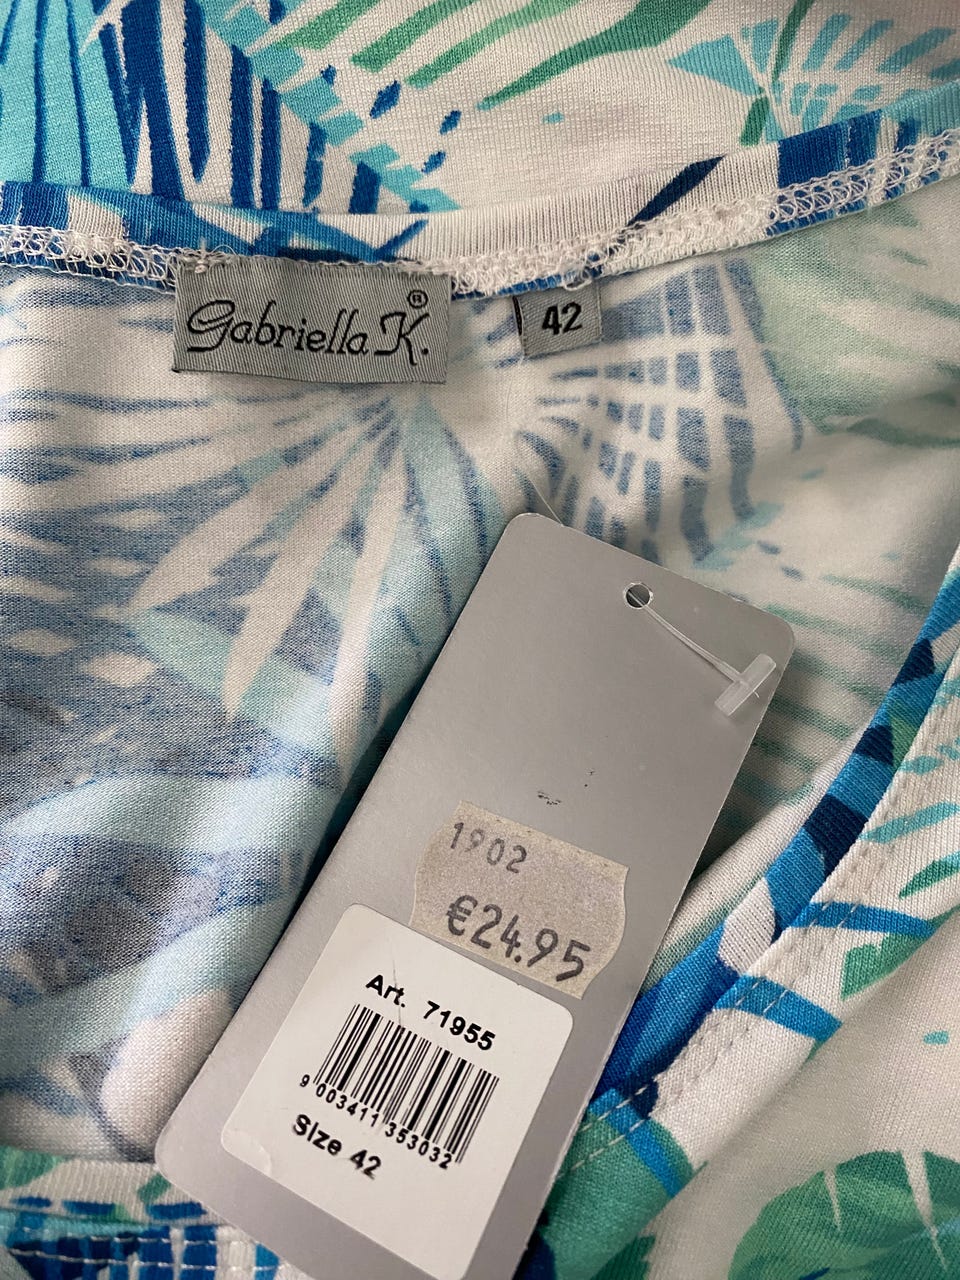 Gabriella K.®
42
1902
€24.95
Art. 71955
9 003411 353032
Size 42